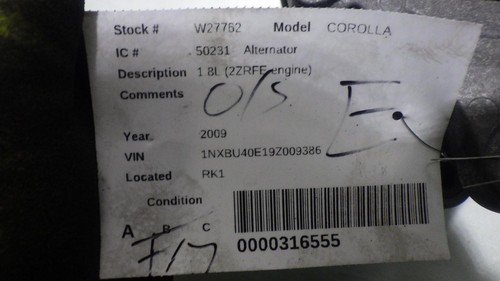 Stock # W27762 Model COROLLA
IC # 50231 Alternator
Description 1.8L (2ZRFE engine)
Comments O/S E
Year 2009
VIN 1NXBU40E19Z009386
Located RK1
Condition
A B C
0000316555